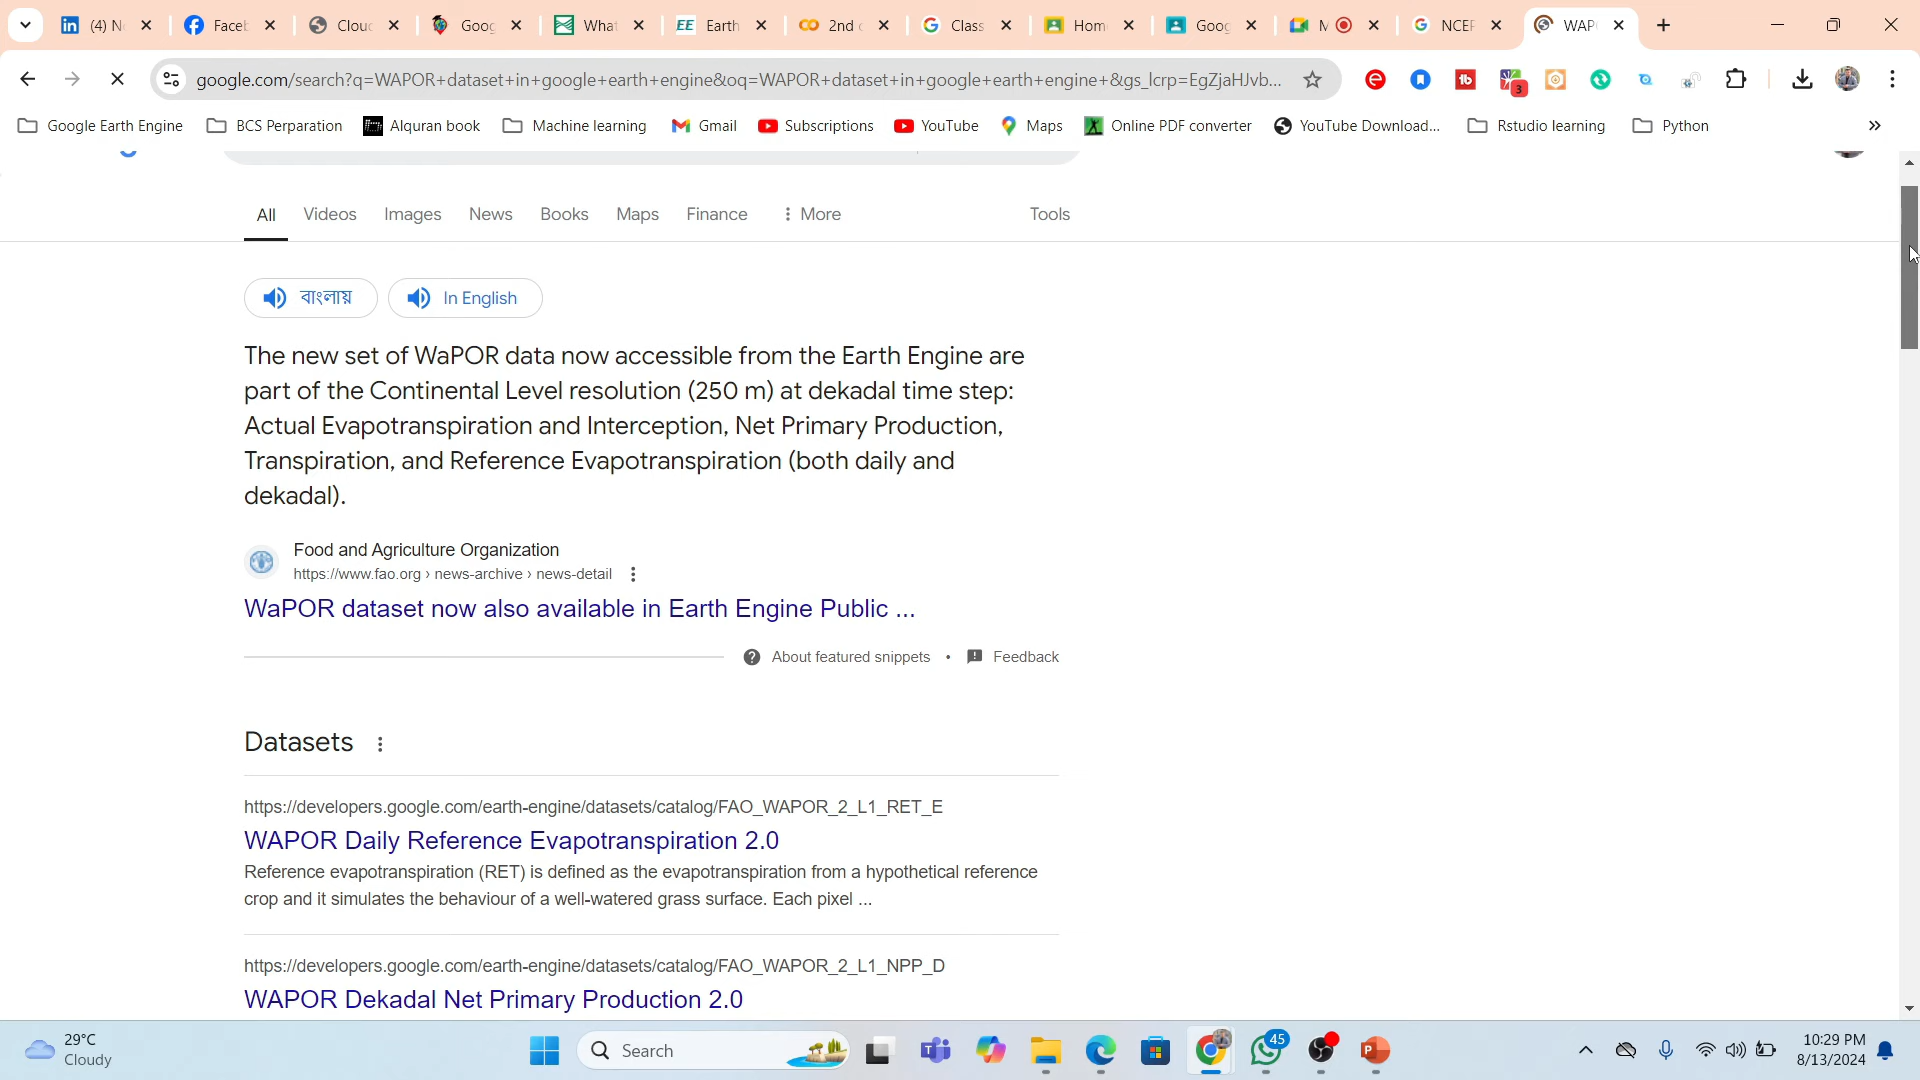 (4) N
Faceb
Clou
Goog
What
Earth
2nd c
Class
Hom
Goog
M
NCEP
WAP
google.com/search?q=WAPOR+dataset+in+google+earth+engine&oq=WAPOR+dataset+in+google+earth+engine+&gs_lcrp=EgZjaHJvb...
3
Google Earth Engine
BCS Perparation
Alquran book
Machine learning
Gmail
Subscriptions
YouTube
Maps
Online PDF converter
YouTube Download...
Rstudio learning
Python
All
Videos
Images
News
Books
Maps
Finance
More
Tools
বাংলায়
In English
The new set of WaPOR data now accessible from the Earth Engine are
part of the Continental Level resolution (250 m) at dekadal time step:
Actual Evapotranspiration and Interception, Net Primary Production,
Transpiration, and Reference Evapotranspiration (both daily and
dekadal).
Food and Agriculture Organization
https://www.fao.org › news-archive › news-detail
WaPOR dataset now also available in Earth Engine Public ...
About featured snippets • Feedback
Datasets
https://developers.google.com/earth-engine/datasets/catalog/FAO_WAPOR_2_L1_RET_E
WAPOR Daily Reference Evapotranspiration 2.0
Reference evapotranspiration (RET) is defined as the evapotranspiration from a hypothetical reference
crop and it simulates the behaviour of a well-watered grass surface. Each pixel ...
https://developers.google.com/earth-engine/datasets/catalog/FAO_WAPOR_2_L1_NPP_D
WAPOR Dekadal Net Primary Production 2.0
29°C
Cloudy
Search
45
10:29 PM
8/13/2024